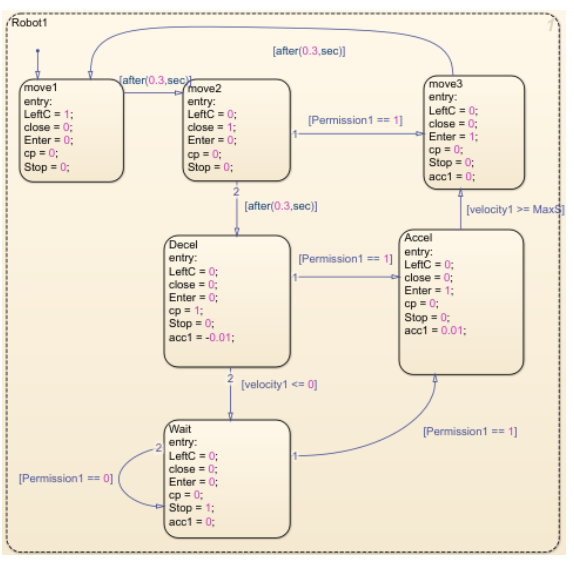 Robot1
1
[after(0.3,sec)]
move1
entry:
LeftC = 1;
close = 0;
Enter = 0;
cp = 0;
Stop = 0;
[after(0.3,sec)]
move2
entry:
LeftC = 0;
close = 1;
Enter = 0;
cp = 0;
Stop = 0;
1
[Permission1 == 1]
move3
entry:
LeftC = 0;
close = 0;
Enter = 1;
cp = 0;
Stop = 0;
acc1 = 0;
2
[after(0.3,sec)]
[velocity1 >= MaxS]
Decel
entry:
LeftC = 0;
close = 0;
Enter = 0;
cp = 1;
Stop = 0;
acc1 = -0.01;
1
[Permission1 == 1]
Accel
entry:
LeftC = 0;
close = 0;
Enter = 1;
cp = 0;
Stop = 0;
acc1 = 0.01;
2
[velocity1 <= 0]
Wait
entry:
LeftC = 0;
close = 0;
Enter = 0;
cp = 0;
Stop = 1;
acc1 = 0;
2
[Permission1 == 0]
1
[Permission1 == 1]